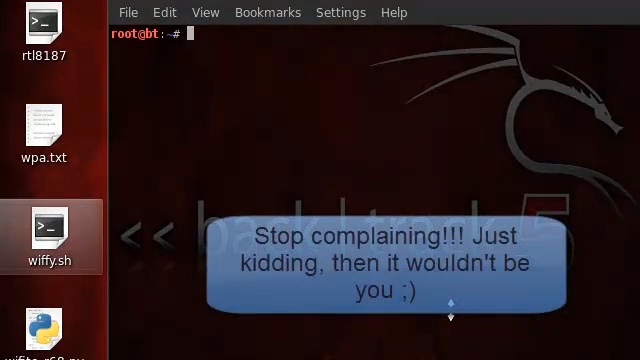 File Edit View Bookmarks Settings Help
root@bt:~#
rtl8187
wpa.txt
wiffy.sh
<< back | track 5
Stop complaining!!! Just
kidding, then it wouldn't be
you ;)